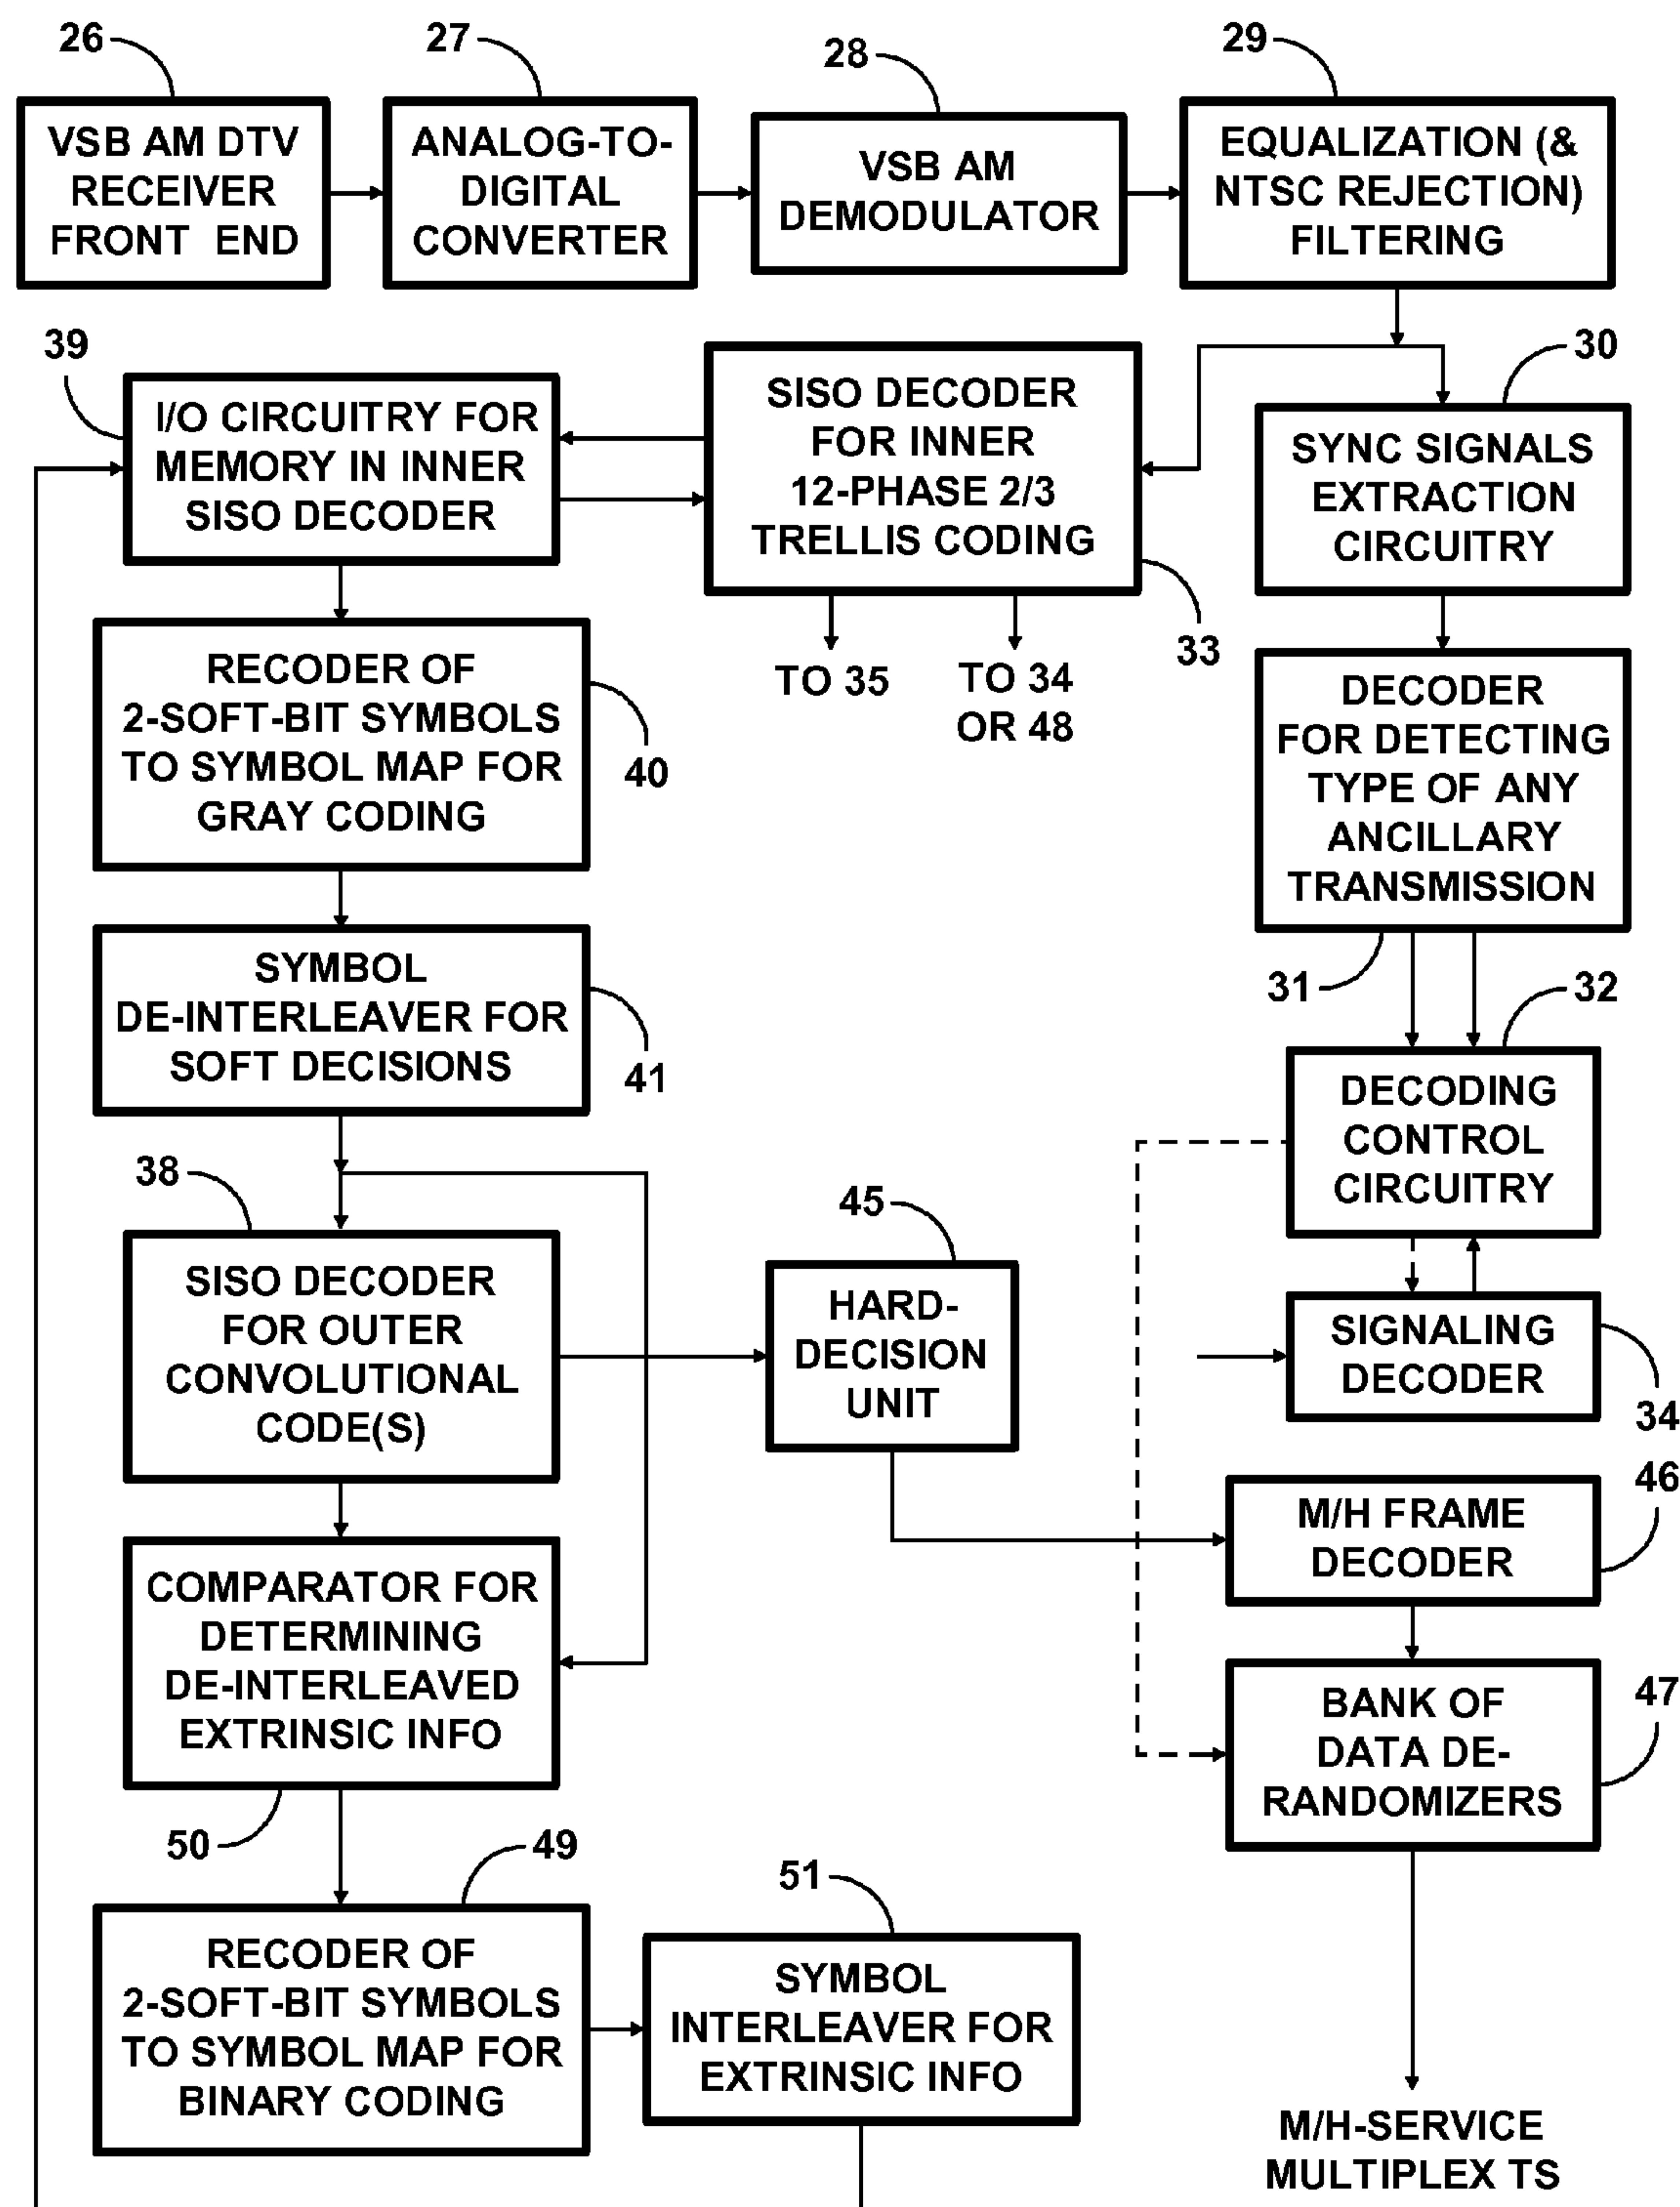 26
27
28
29
VSB AM DTV
RECEIVER
FRONT END
ANALOG-TO-
DIGITAL
CONVERTER
VSB AM
DEMODULATOR
EQUALIZATION (&
NTSC REJECTION)
FILTERING
39
I/O CIRCUITRY FOR
MEMORY IN INNER
SISO DECODER
SISO DECODER
FOR INNER
12-PHASE 2/3
TRELLIS CODING
33
30
SYNC SIGNALS
EXTRACTION
CIRCUITRY
TO 35
TO 34
OR 48
RECODER OF
2-SOFT-BIT SYMBOLS
TO SYMBOL MAP FOR
GRAY CODING
40
DECODER
FOR DETECTING
TYPE OF ANY
ANCILLARY
TRANSMISSION
31
32
SYMBOL
DE-INTERLEAVER FOR
SOFT DECISIONS
41
DECODING
CONTROL
CIRCUITRY
38
SISO DECODER
FOR OUTER
CONVOLUTIONAL
CODE(S)
45
HARD-
DECISION
UNIT
SIGNALING
DECODER
34
46
M/H FRAME
DECODER
COMPARATOR FOR
DETERMINING
DE-INTERLEAVED
EXTRINSIC INFO
50
47
BANK OF
DATA DE-
RANDOMIZERS
49
RECODER OF
2-SOFT-BIT SYMBOLS
TO SYMBOL MAP FOR
BINARY CODING
51
SYMBOL
INTERLEAVER FOR
EXTRINSIC INFO
M/H-SERVICE
MULTIPLEX TS